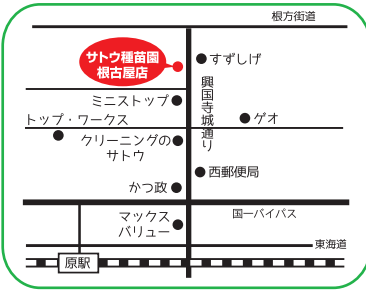 根方街道
サトウ種苗園
根古屋店
すずしげ
興国寺城通り
ミニストップ
ゲオ
トップ・ワークス
クリーニングの
サトウ
西郵便局
かつ政
マックス
バリュー
国一バイパス
東海道
原駅